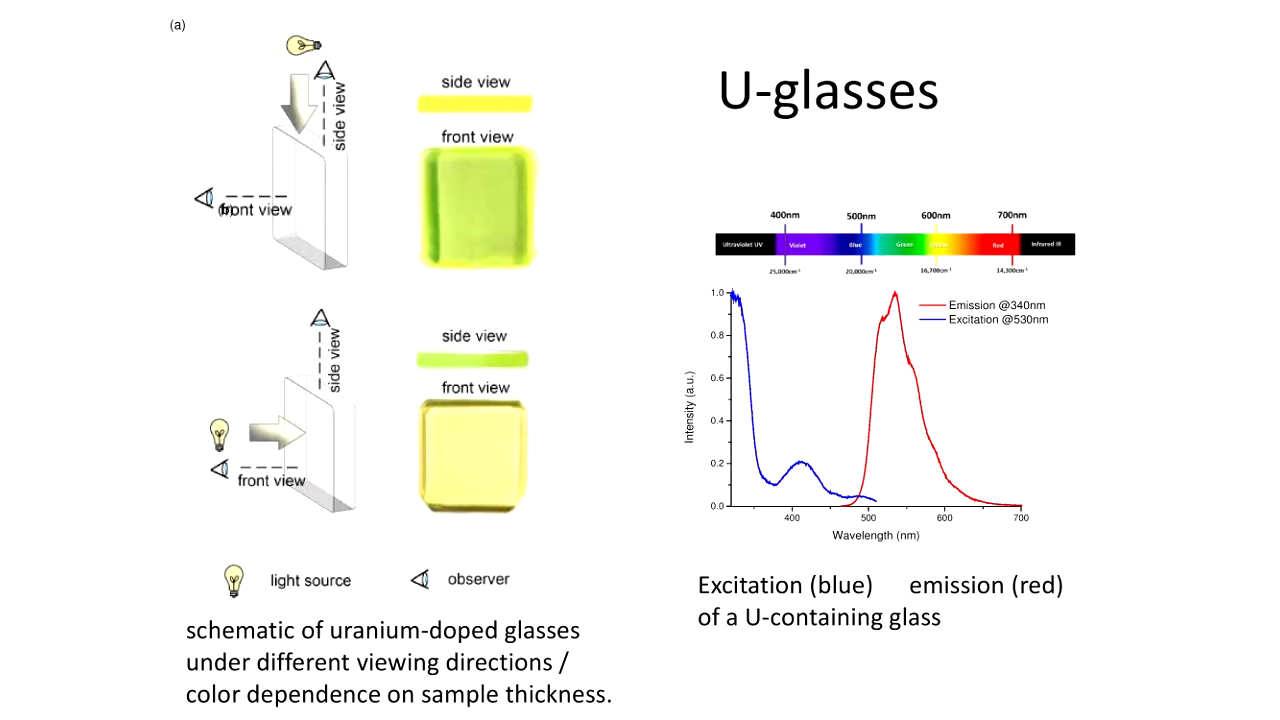 (a)
U-glasses
side view
side view
front view
front view
side view
side view
front view
front view
light source
observer
schematic of uranium-doped glasses
under different viewing directions /
color dependence on sample thickness.
400nm 500nm 600nm 700nm
Ultraviolet UV Violet Blue Green Yellow Red Infrared IR
25,000cm⁻¹ 20,000cm⁻¹ 16,700cm⁻¹ 14,300cm⁻¹
Emission @340nm
Excitation @530nm
1.0
0.8
0.6
0.4
0.2
0.0
Intensity (a.u.)
400 500 600 700
Wavelength (nm)
Excitation (blue) emission (red)
of a U-containing glass